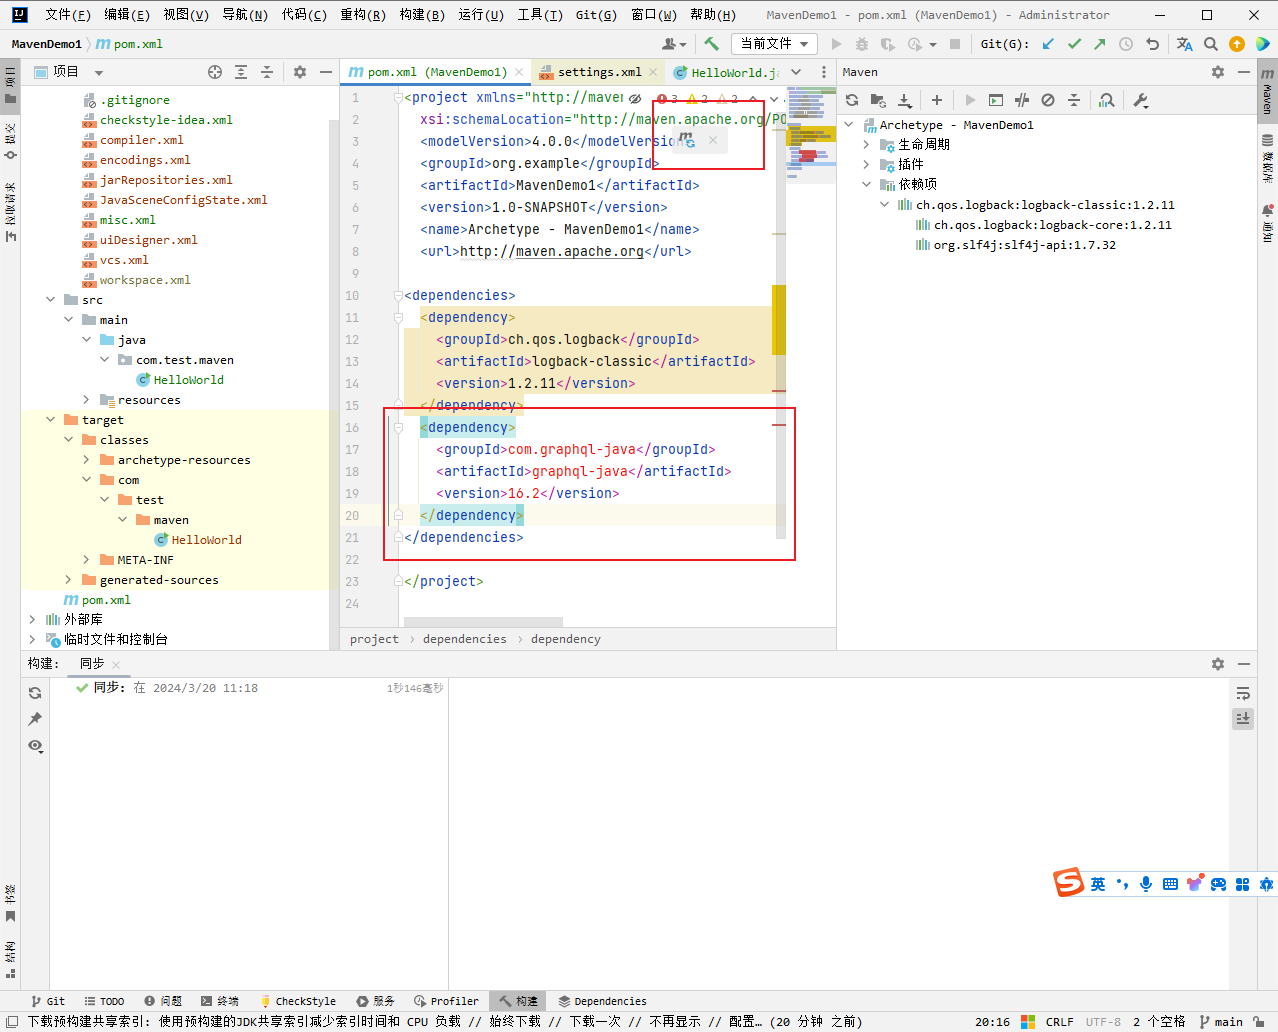 文件(F) 编辑(E) 视图(V) 导航(N) 代码(C) 重构(R) 构建(B) 运行(U) 工具(T) Git(G) 窗口(W) 帮助(H) MavenDemo1 - pom.xml (MavenDemo1) - Administrator
MavenDemo1 pom.xml 当前文件 Git(G):
项目
pom.xml (MavenDemo1)
settings.xml
HelloWorld.ja
Maven
项目
提交
拉取请求
书签
结构
.gitignore
checkstyle-idea.xml
compiler.xml
encodings.xml
jarRepositories.xml
JavaSceneConfigState.xml
misc.xml
uiDesigner.xml
vcs.xml
workspace.xml
src
main
java
com.test.maven
HelloWorld
resources
target
classes
archetype-resources
com
test
maven
HelloWorld
META-INF
generated-sources
pom.xml
外部库
临时文件和控制台
3 2 2
1 <project xmlns="http://maven
2 xsi:schemaLocation="http://maven.apache.org/PO
3 <modelVersion>4.0.0</modelVersion>
4 <groupId>org.example</groupId>
5 <artifactId>MavenDemo1</artifactId>
6 <version>1.0-SNAPSHOT</version>
7 <name>Archetype - MavenDemo1</name>
8 <url>http://maven.apache.org</url>
9
10 <dependencies>
11 <dependency>
12 <groupId>ch.qos.logback</groupId>
13 <artifactId>logback-classic</artifactId>
14 <version>1.2.11</version>
15 </dependency>
16 <dependency>
17 <groupId>com.graphql-java</groupId>
18 <artifactId>graphql-java</artifactId>
19 <version>16.2</version>
20 </dependency>
21 </dependencies>
22
23 </project>
24
project › dependencies › dependency
Archetype - MavenDemo1
生命周期
插件
依赖项
ch.qos.logback:logback-classic:1.2.11
ch.qos.logback:logback-core:1.2.11
org.slf4j:slf4j-api:1.7.32
Maven
数据库
通知
构建: 同步
同步: 在 2024/3/20 11:18 1秒146毫秒
英
Git TODO 问题 终端 CheckStyle 服务 Profiler 构建 Dependencies
下载预构建共享索引: 使用预构建的JDK共享索引减少索引时间和 CPU 负载 // 始终下载 // 下载一次 // 不再显示 // 配置… (20 分钟 之前) 20:16 CRLF UTF-8 2 个空格 main